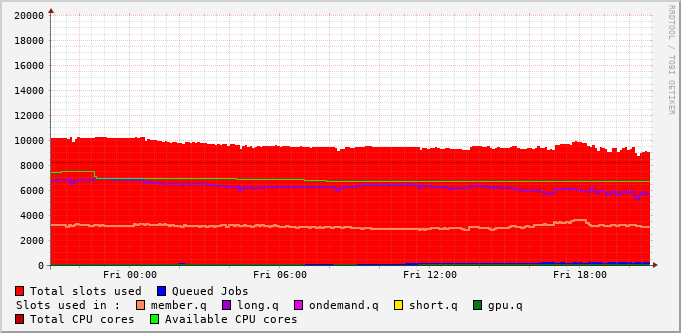 20000
18000
16000
14000
12000
10000
8000
6000
4000
2000
0
Fri 00:00 Fri 06:00 Fri 12:00 Fri 18:00
Total slots used Queued Jobs
Slots used in : member.q long.q ondemand.q short.q gpu.q
Total CPU cores Available CPU cores
RRDTOOL / TOBI OETIKER